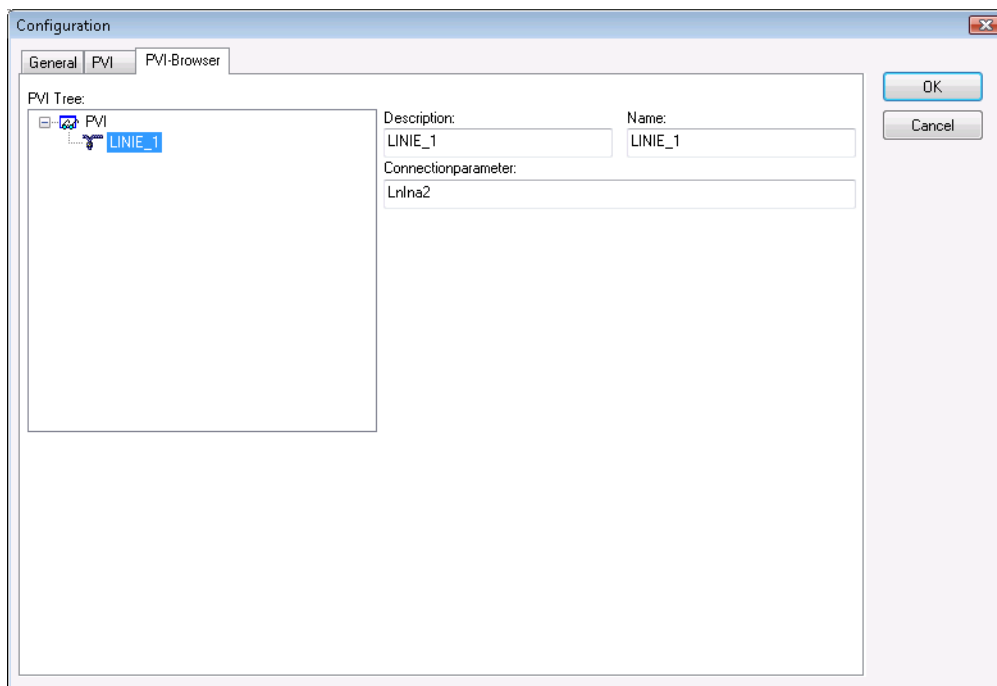 Configuration
General PVI PVI-Browser
PVI Tree:
PVI
LINIE_1
Description: Name:
LINIE_1 LINIE_1
Connectionparameter:
LnIna2
OK
Cancel